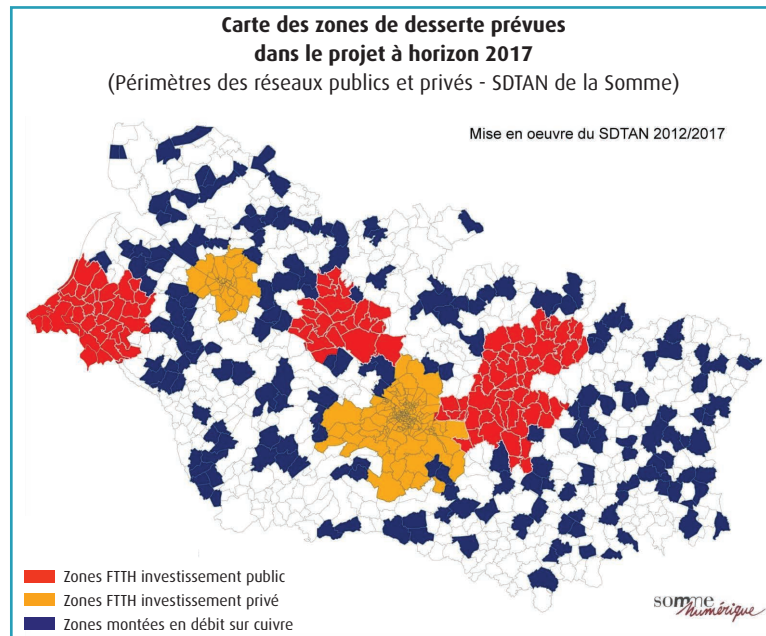 Carte des zones de desserte prévues
dans le projet à horizon 2017
(Périmètres des réseaux publics et privés - SDTAN de la Somme)
Mise en oeuvre du SDTAN 2012/2017
Zones FTTH investissement public
Zones FTTH investissement privé
Zones montées en débit sur cuivre
somme
numérique